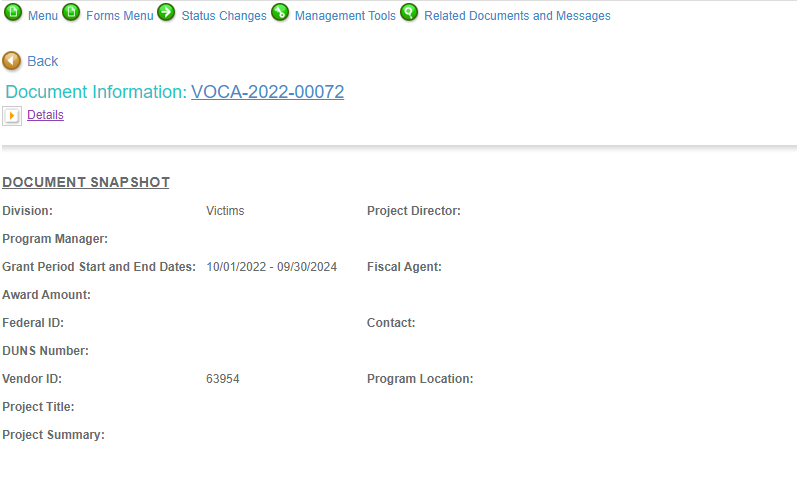 Menu Forms Menu Status Changes Management Tools Related Documents and Messages
Back
Document Information: VOCA-2022-00072
Details
DOCUMENT SNAPSHOT
Division: Victims Project Director:
Program Manager:
Grant Period Start and End Dates: 10/01/2022 - 09/30/2024 Fiscal Agent:
Award Amount:
Federal ID: Contact:
DUNS Number:
Vendor ID: 63954 Program Location:
Project Title:
Project Summary: